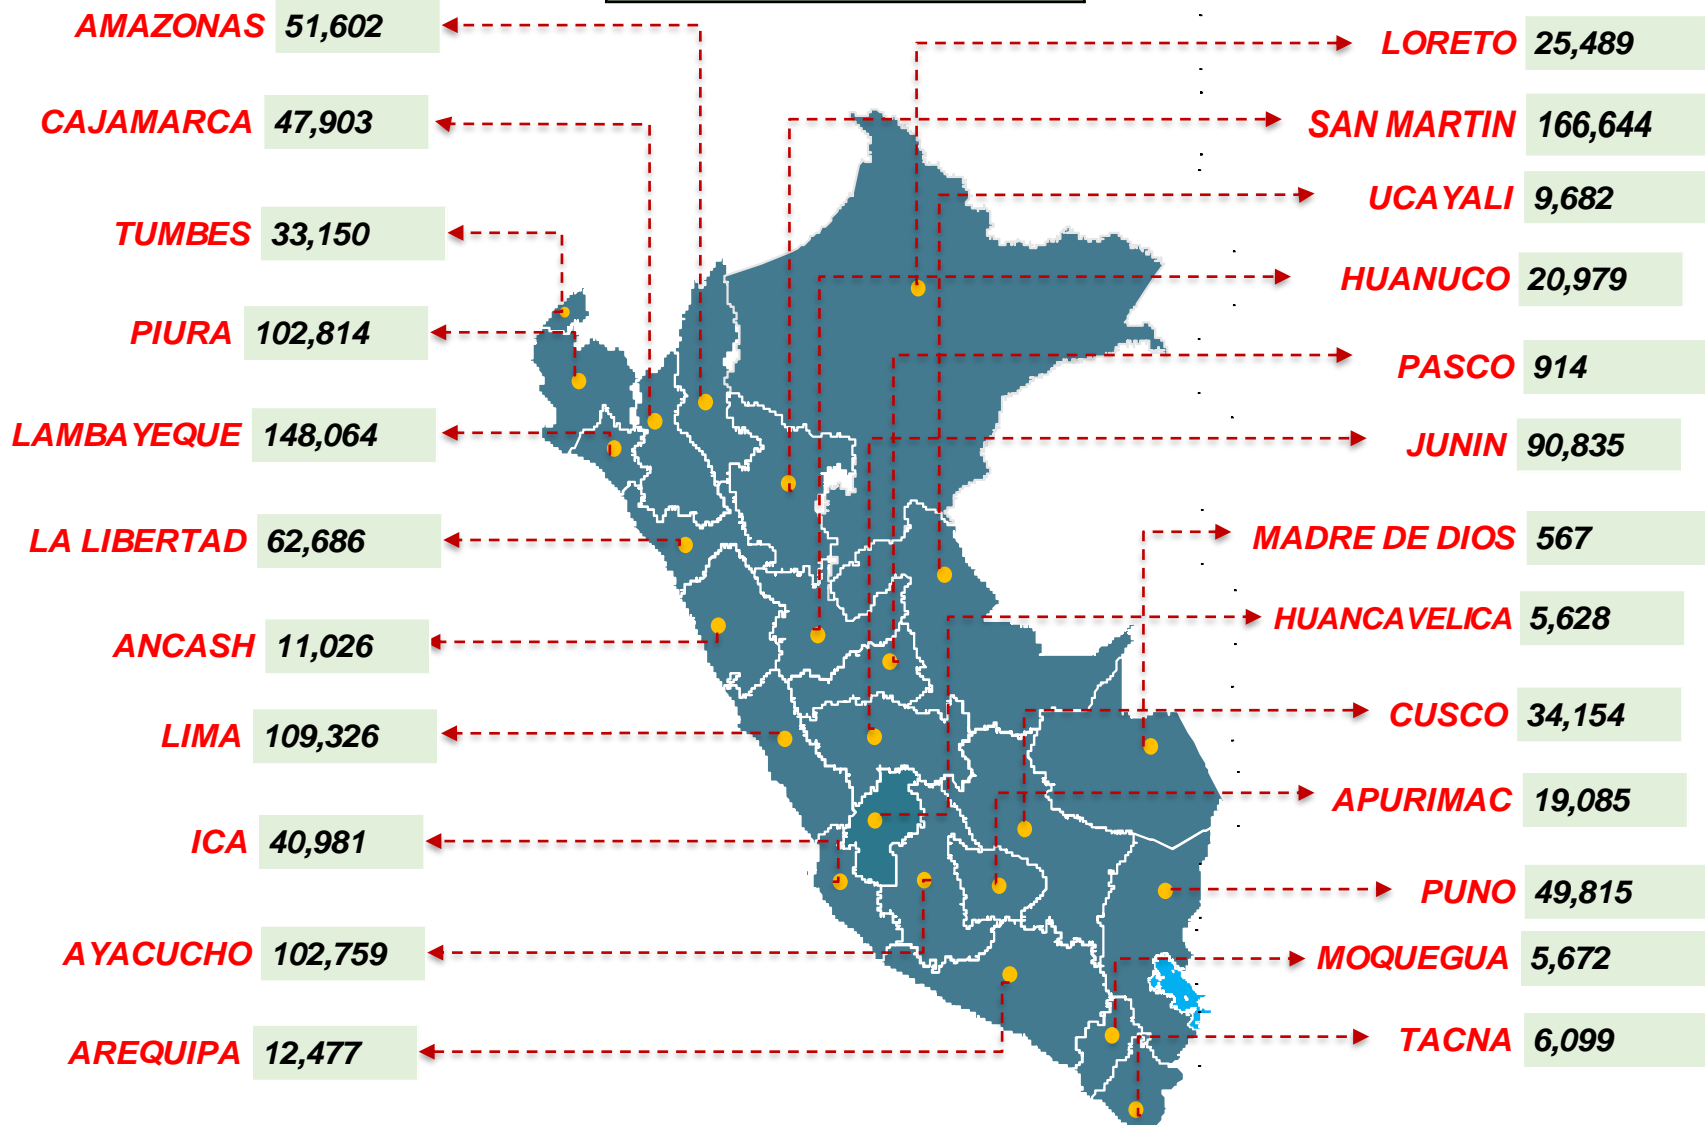 AMAZONAS 51,602
CAJAMARCA 47,903
TUMBES 33,150
PIURA 102,814
LAMBAYEQUE 148,064
LA LIBERTAD 62,686
ANCASH 11,026
LIMA 109,326
ICA 40,981
AYACUCHO 102,759
AREQUIPA 12,477
LORETO 25,489
SAN MARTIN 166,644
UCAYALI 9,682
HUANUCO 20,979
PASCO 914
JUNIN 90,835
MADRE DE DIOS 567
HUANCAVELICA 5,628
CUSCO 34,154
APURIMAC 19,085
PUNO 49,815
MOQUEGUA 5,672
TACNA 6,099